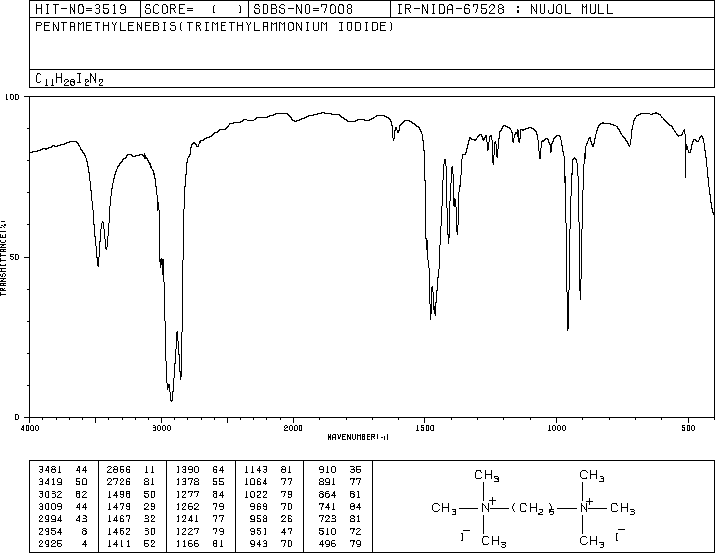 HIT-NO=3519 SCORE= ( ) SDBS-NO=7008 IR-NIDA-67528 : NUJOL MULL
PENTAMETHYLENEBIS(TRIMETHYLAMMONIUM IODIDE)
C11H28I2N2
100
50
0
TRANSMITTANCE(%)
4000 3000 2000 1500 1000 500
WAVENUMBER(-1)
3481 44 2866 11 1390 64 1143 81 910 35
3419 50 2726 81 1378 55 1064 77 891 77
3032 62 1498 50 1277 84 1022 79 864 81
3009 44 1479 29 1262 79 969 70 741 84
2994 43 1467 32 1241 77 958 26 723 81
2954 8 1462 30 1227 79 951 47 510 72
2926 4 1411 52 1166 81 943 70 496 79
CH3 CH3
CH3 N+ (CH2)5 N+ CH3
CH3 I− CH3 I−